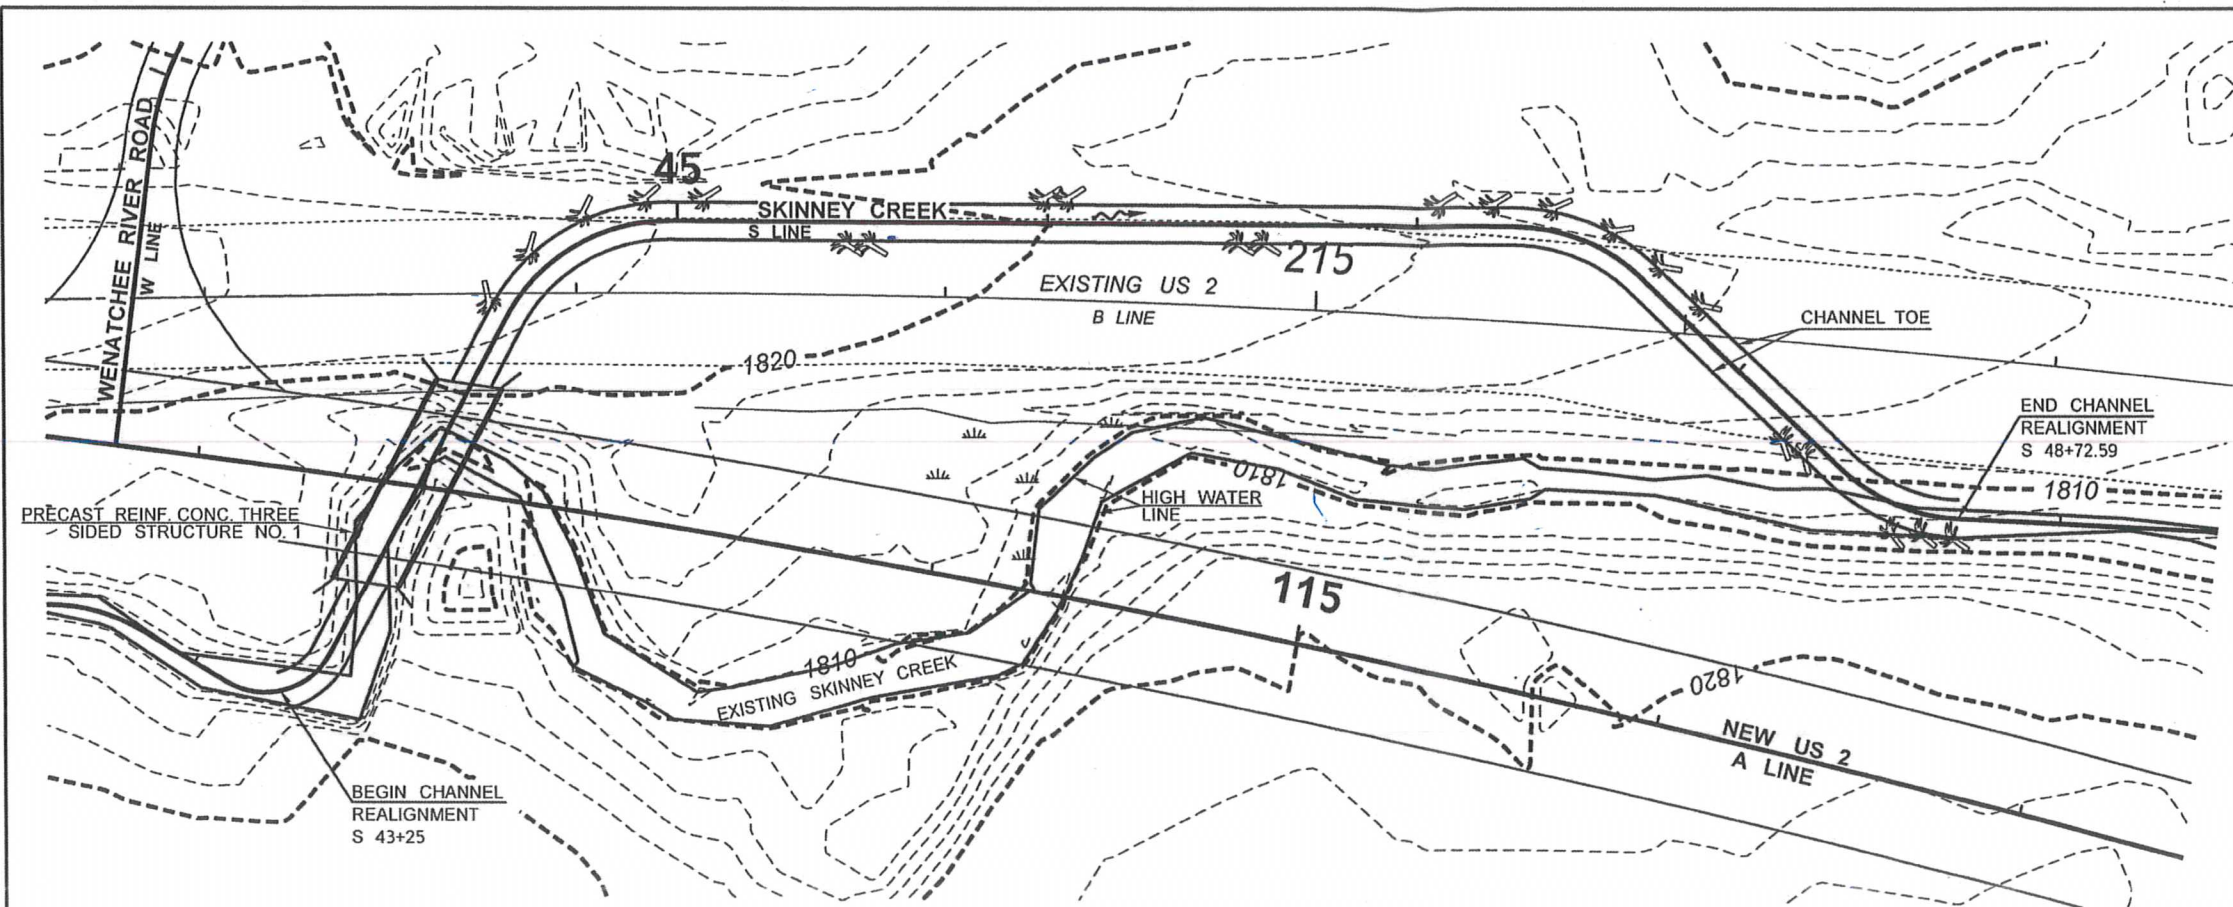 WENATCHEE RIVER ROAD
W LINE
45
SKINNEY CREEK
S LINE
215
EXISTING US 2
B LINE
CHANNEL TOE
1820
END CHANNEL
REALIGNMENT
S 48+72.59
1810
1810
HIGH WATER
LINE
PRECAST REINF. CONC. THREE
SIDED STRUCTURE NO. 1
115
1810
EXISTING SKINNEY CREEK
1820
NEW US 2
A LINE
BEGIN CHANNEL
REALIGNMENT
S 43+25